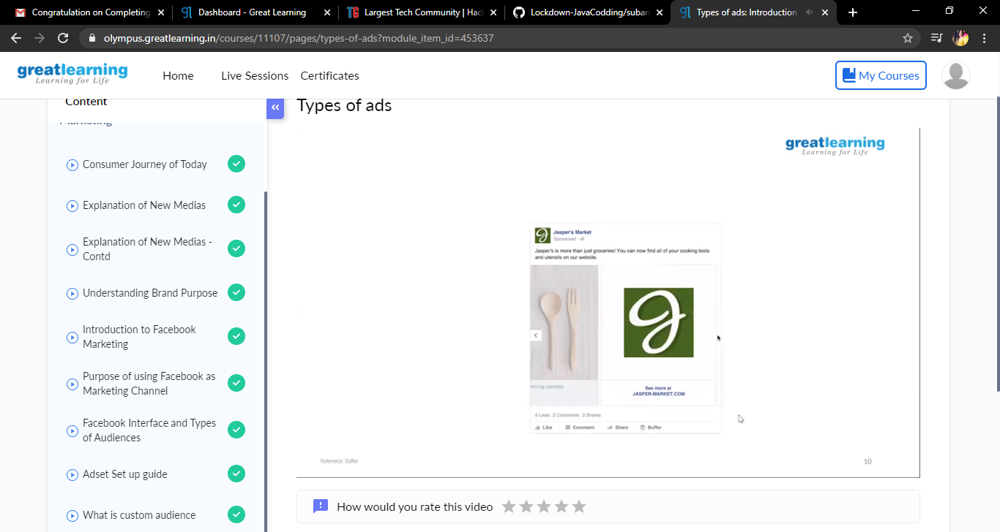 Congratulation on Completing
Dashboard - Great Learning
Largest Tech Community | Hac
Lockdown-JavaCodding/subar
Types of ads: Introduction
olympus.greatlearning.in/courses/11107/pages/types-of-ads?module_item_id=453637
greatlearning
Learning for Life
Home
Live Sessions
Certificates
My Courses
Content
Marketing
Consumer Journey of Today
Explanation of New Medias
Explanation of New Medias -
Contd
Understanding Brand Purpose
Introduction to Facebook
Marketing
Purpose of using Facebook as
Marketing Channel
Facebook Interface and Types
of Audiences
Adset Set up guide
What is custom audience
Types of ads
greatlearning
Learning for Life
Jasper's Market
Sponsored
Jasper's is more than just groceries! You can now find all of your cooking tools
and utensils on our website.
erving utensils
See more at
JASPER-MARKET.COM
9 Likes 2 Comments 3 Shares
Like Comment Share Buffer
Reference: Buffer
10
How would you rate this video